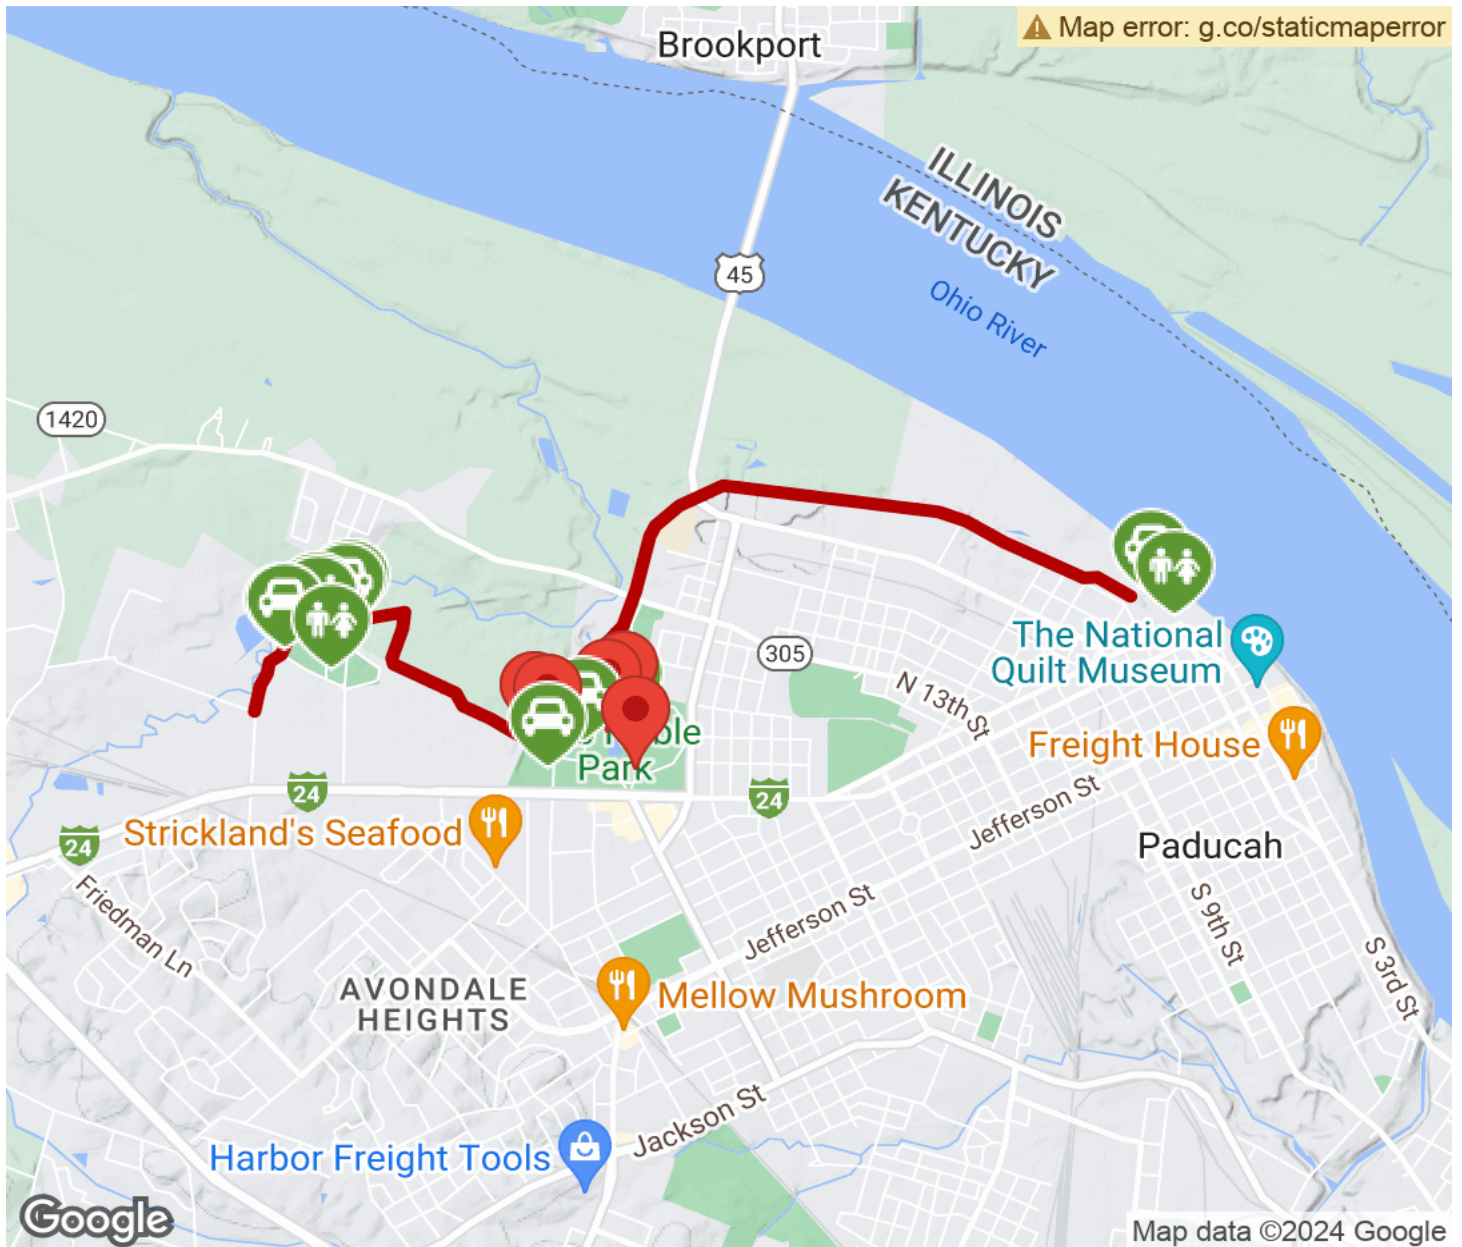 Map error: g.co/staticmaperror
Brookport
ILLINOIS
KENTUCKY
45
Ohio River
1420
The National
Quilt Museum
305
N 13th St
Park
Freight House
24
24
Strickland's Seafood
24
Jefferson St
Paducah
Friedman Ln
Jefferson St
S 9th St
S 3rd St
AVONDALE
HEIGHTS
Mellow Mushroom
Jackson St
Harbor Freight Tools
Google
Map data ©2024 Google